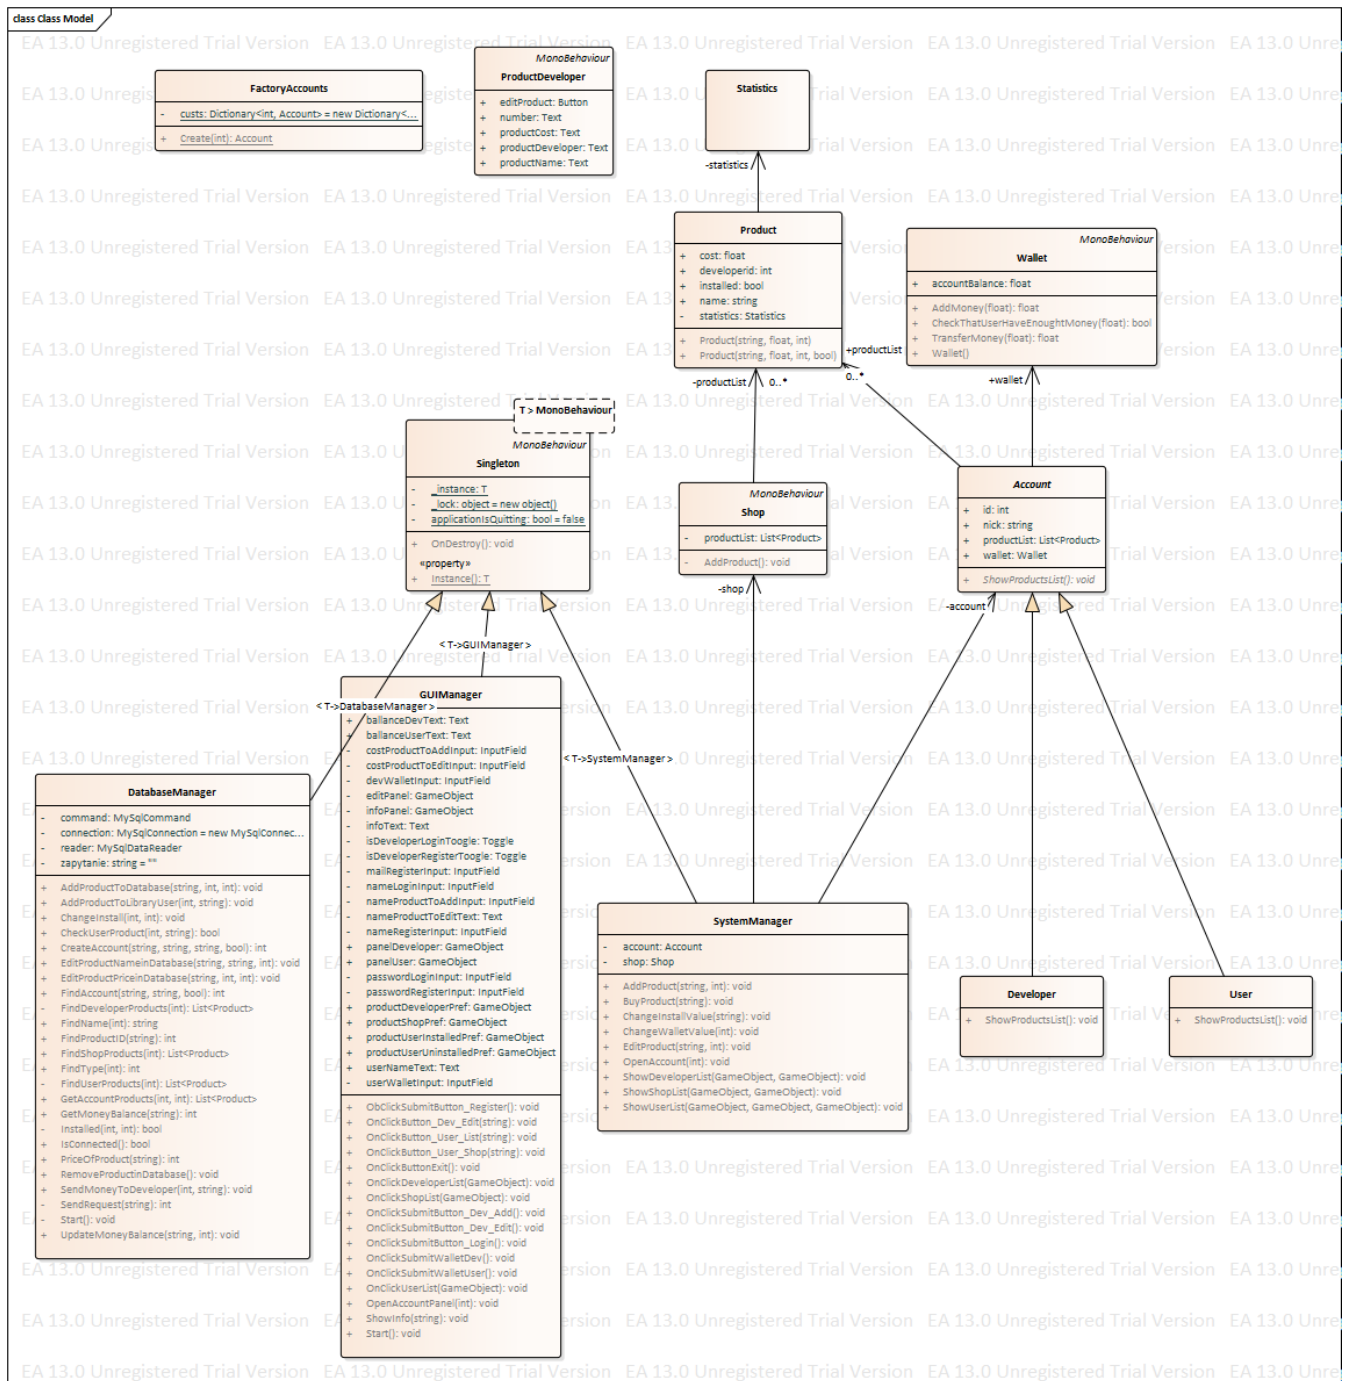 class Class Model
EA 13.0 Unregistered Trial Version
FactoryAccounts
- custs: Dictionary<int, Account> = new Dictionary<...
+ Create(int): Account
MonoBehaviour
ProductDeveloper
+ editProduct: Button
+ number: Text
+ productCost: Text
+ productDeveloper: Text
+ productName: Text
Statistics
-statistics
Product
+ cost: float
+ developerid: int
+ installed: bool
+ name: string
- statistics: Statistics
+ Product(string, float, int)
+ Product(string, float, int, bool)
MonoBehaviour
Wallet
+ accountBalance: float
+ AddMoney(float): float
+ CheckThatUserHaveEnoughtMoney(float): bool
+ TransferMoney(float): float
+ Wallet()
+productList
0..*
-productList 0..*
+wallet
T > MonoBehaviour
MonoBehaviour
Singleton
- _instance: T
- _lock: object = new object()
- applicationIsQuitting: bool = false
+ OnDestroy(): void
«property»
+ Instance(): T
MonoBehaviour
Shop
- productList: List<Product>
- AddProduct(): void
Account
+ id: int
+ nick: string
+ productList: List<Product>
+ wallet: Wallet
+ ShowProductsList(): void
-shop
-account
< T->GUIManager >
< T->DatabaseManager >
< T->SystemManager >
GUIManager
+ ballanceDevText: Text
+ ballanceUserText: Text
- costProductToAddInput: InputField
- costProductToEditInput: InputField
- devWalletInput: InputField
- editPanel: GameObject
- infoPanel: GameObject
- infoText: Text
- isDeveloperLoginToogle: Toggle
- isDeveloperRegisterToogle: Toggle
- mailRegisterInput: InputField
- nameLoginInput: InputField
- nameProductToAddInput: InputField
- nameProductToEditText: Text
- nameRegisterInput: InputField
+ panelDeveloper: GameObject
+ panelUser: GameObject
- passwordLoginInput: InputField
- passwordRegisterInput: InputField
+ productDeveloperPref: GameObject
+ productShopPref: GameObject
+ productUserInstalledPref: GameObject
+ productUserUninstalledPref: GameObject
+ userNameText: Text
- userWalletInput: InputField
+ ObClickSubmitButton_Register(): void
+ OnClickButton_Dev_Edit(string): void
+ OnClickButton_User_List(string): void
+ OnClickButton_User_Shop(string): void
+ OnClickButtonExit(): void
+ OnClickDeveloperList(GameObject): void
+ OnClickShopList(GameObject): void
+ OnClickSubmitButton_Dev_Add(): void
+ OnClickSubmitButton_Dev_Edit(): void
+ OnClickSubmitButton_Login(): void
+ OnClickSubmitWalletDev(): void
+ OnClickSubmitWalletUser(): void
+ OnClickUserList(GameObject): void
+ OpenAccountPanel(int): void
+ ShowInfo(string): void
+ Start(): void
DatabaseManager
- command: MySqlCommand
- connection: MySqlConnection = new MySqlConnec...
- reader: MySqlDataReader
- zapytanie: string = ""
+ AddProductToDatabase(string, int, int): void
+ AddProductToLibraryUser(int, string): void
+ ChangeInstall(int, int): void
+ CheckUserProduct(int, string): bool
+ CreateAccount(string, string, string, bool): int
+ EditProductNameinDatabase(string, string, int): void
+ EditProductPriceinDatabase(string, int, int): void
+ FindAccount(string, string, bool): int
- FindDeveloperProducts(int): List<Product>
+ FindName(int): string
+ FindProductID(string): int
+ FindShopProducts(int): List<Product>
+ FindType(int): int
- FindUserProducts(int): List<Product>
+ GetAccountProducts(int, int): List<Product>
+ GetMoneyBalance(string): int
- Installed(int, int): bool
+ IsConnected(): bool
+ PriceOfProduct(string): int
+ RemoveProductinDatabase(): void
+ SendMoneyToDeveloper(int, string): void
- SendRequest(string): int
- Start(): void
+ UpdateMoneyBalance(string, int): void
SystemManager
- account: Account
- shop: Shop
+ AddProduct(string, int): void
+ BuyProduct(string): void
+ ChangeInstallValue(string): void
+ ChangeWalletValue(int): void
+ EditProduct(string, int): void
+ OpenAccount(int): void
+ ShowDeveloperList(GameObject, GameObject): void
+ ShowShopList(GameObject, GameObject): void
+ ShowUserList(GameObject, GameObject, GameObject): void
Developer
+ ShowProductsList(): void
User
+ ShowProductsList(): void